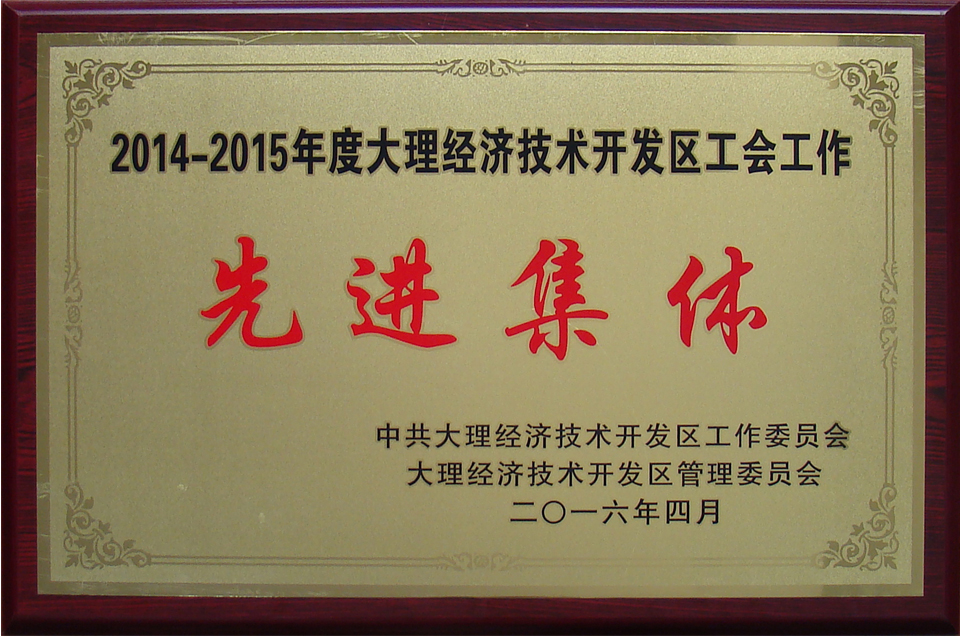 2014-2015年度大理经济技术开发区工会工作
先进集体
中共大理经济技术开发区工作委员会
大理经济技术开发区管理委员会
二〇一六年四月